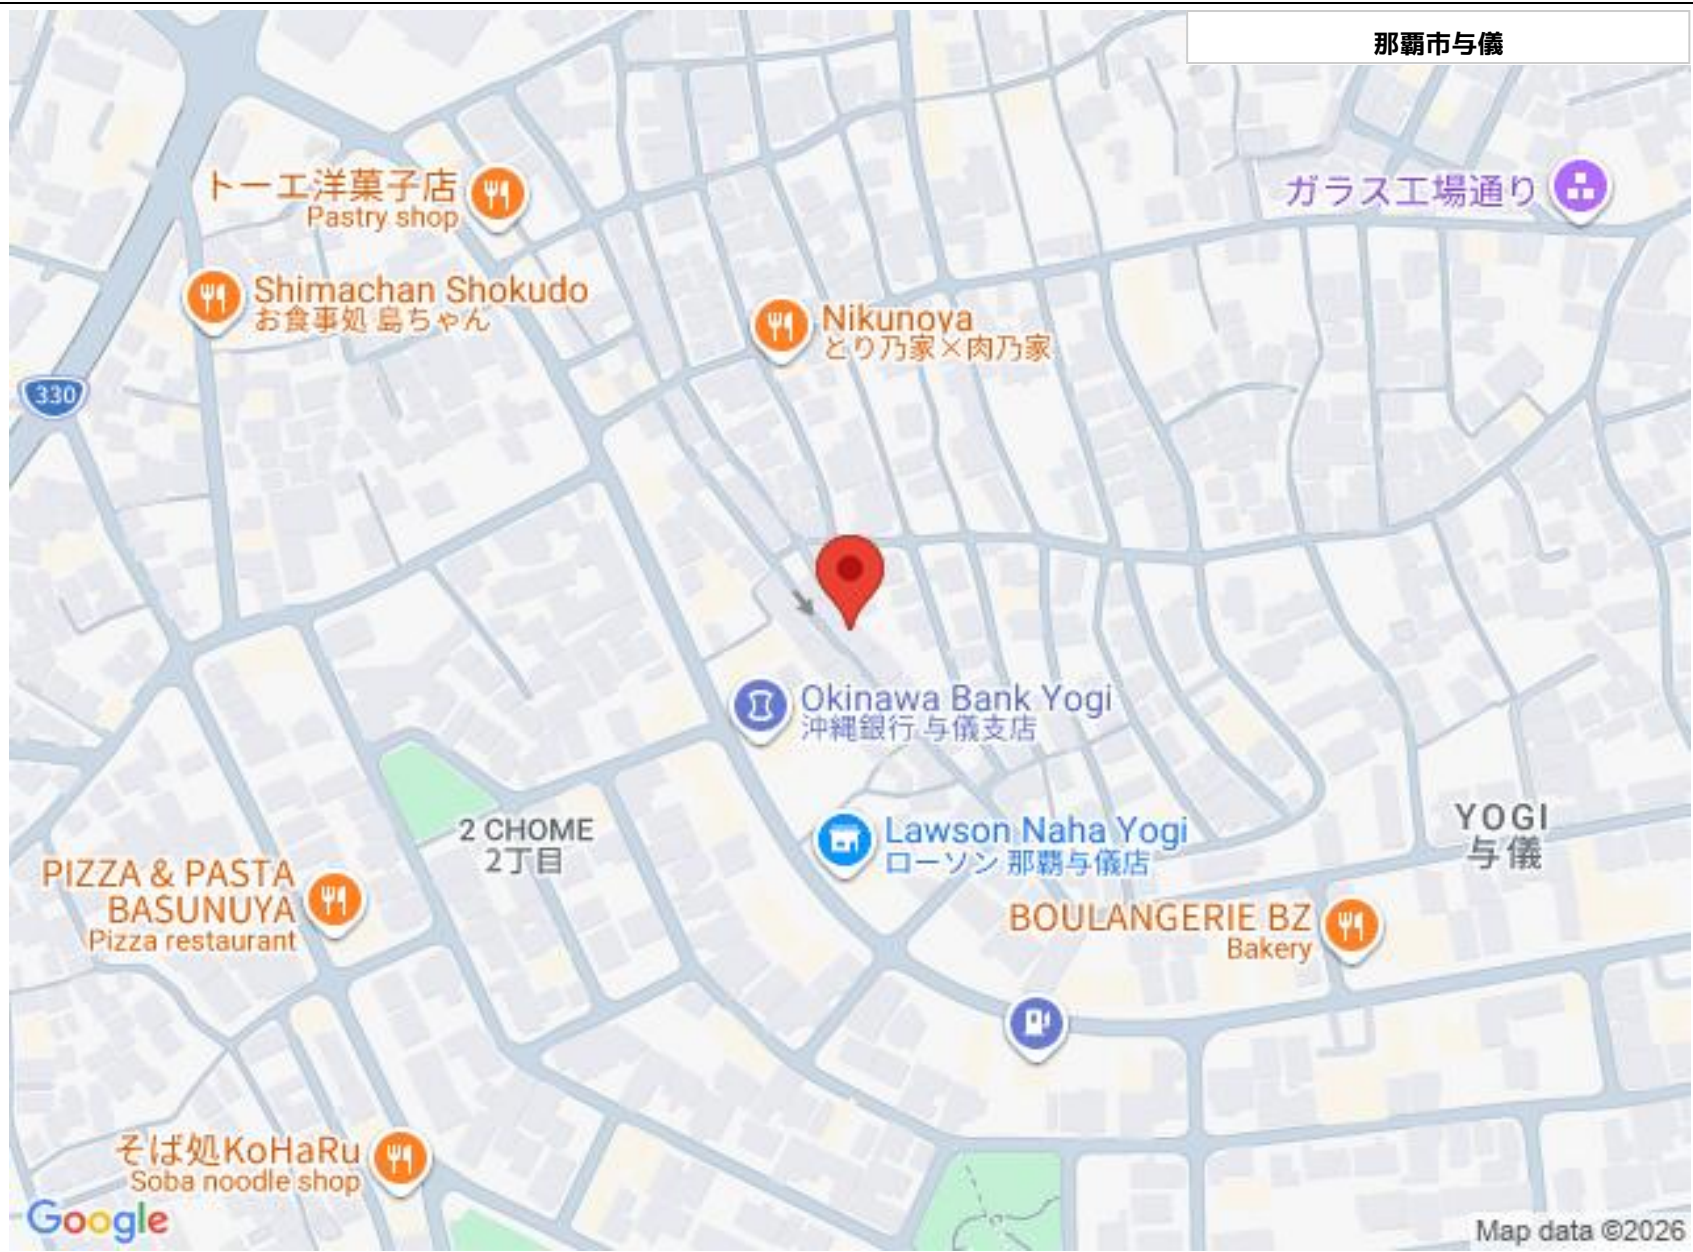 那覇市与儀
トーエ洋菓子店
Pastry shop
ガラス工場通り
Shimachan Shokudo
お食事処 島ちゃん
Nikunoya
とり乃家×肉乃家
330
Okinawa Bank Yogi
沖縄銀行 与儀支店
2 CHOME
2丁目
Lawson Naha Yogi
ローソン 那覇与儀店
YOGI
与儀
PIZZA & PASTA
BASUNUYA
Pizza restaurant
BOULANGERIE BZ
Bakery
そば処KoHaRu
Soba noodle shop
Google
Map data ©2026